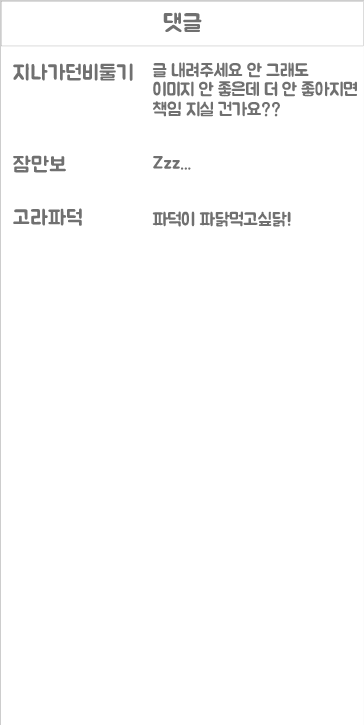 댓글
지나가던비둘기
글 내려주세요 안 그래도
이미지 안 좋은데 더 안 좋아지면
책임 지실 건가요??
잠만보
Zzz...
고라파덕
파덕이 파닭먹고싶닭!